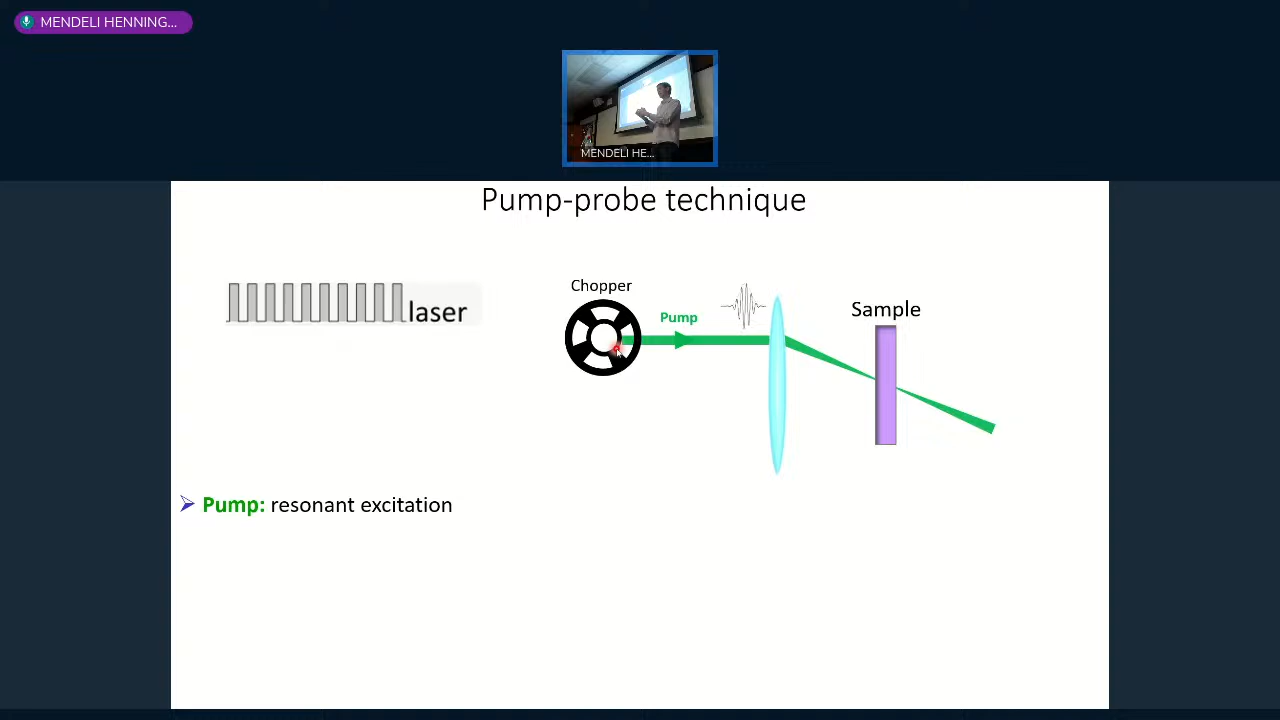 MENDELI HENNING...
MENDELI HE...
Pump-probe technique
laser
Chopper
Pump
Sample
Pump: resonant excitation